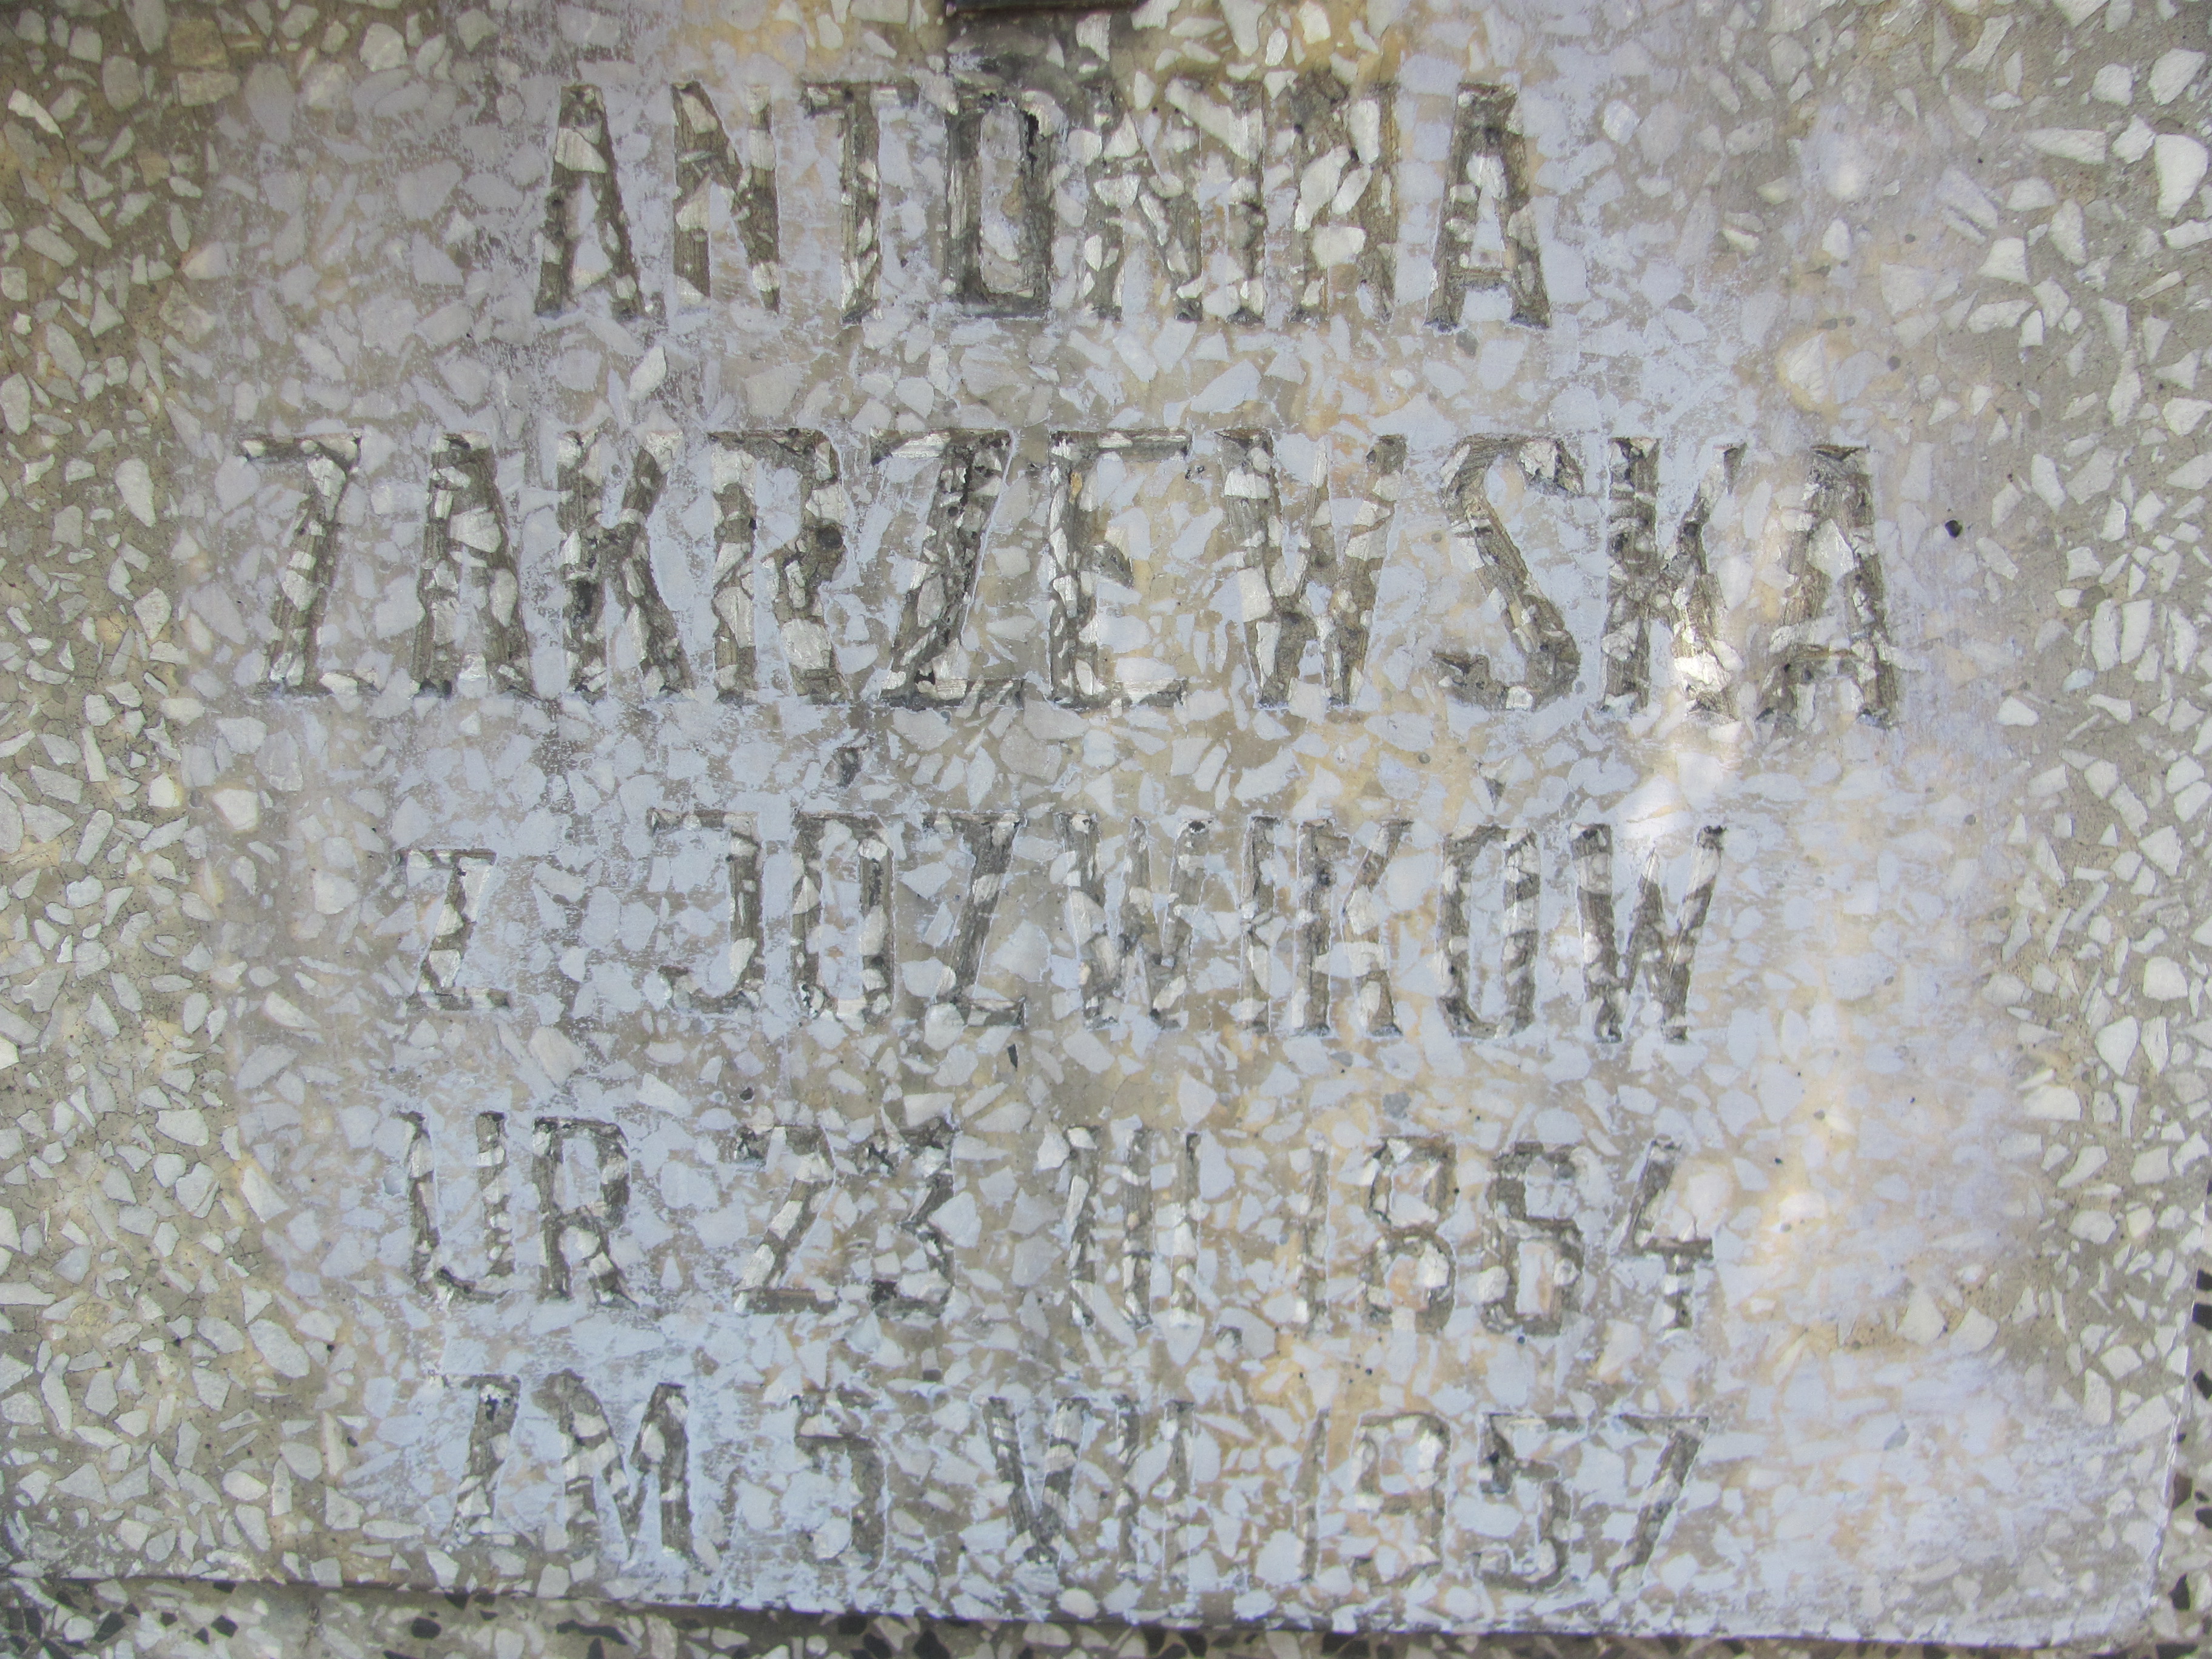 ANTONINA
ZAKRZEWSKA
Z JÓZWIKÓW
UR 23 III 1864
ZM 5 VII 1957